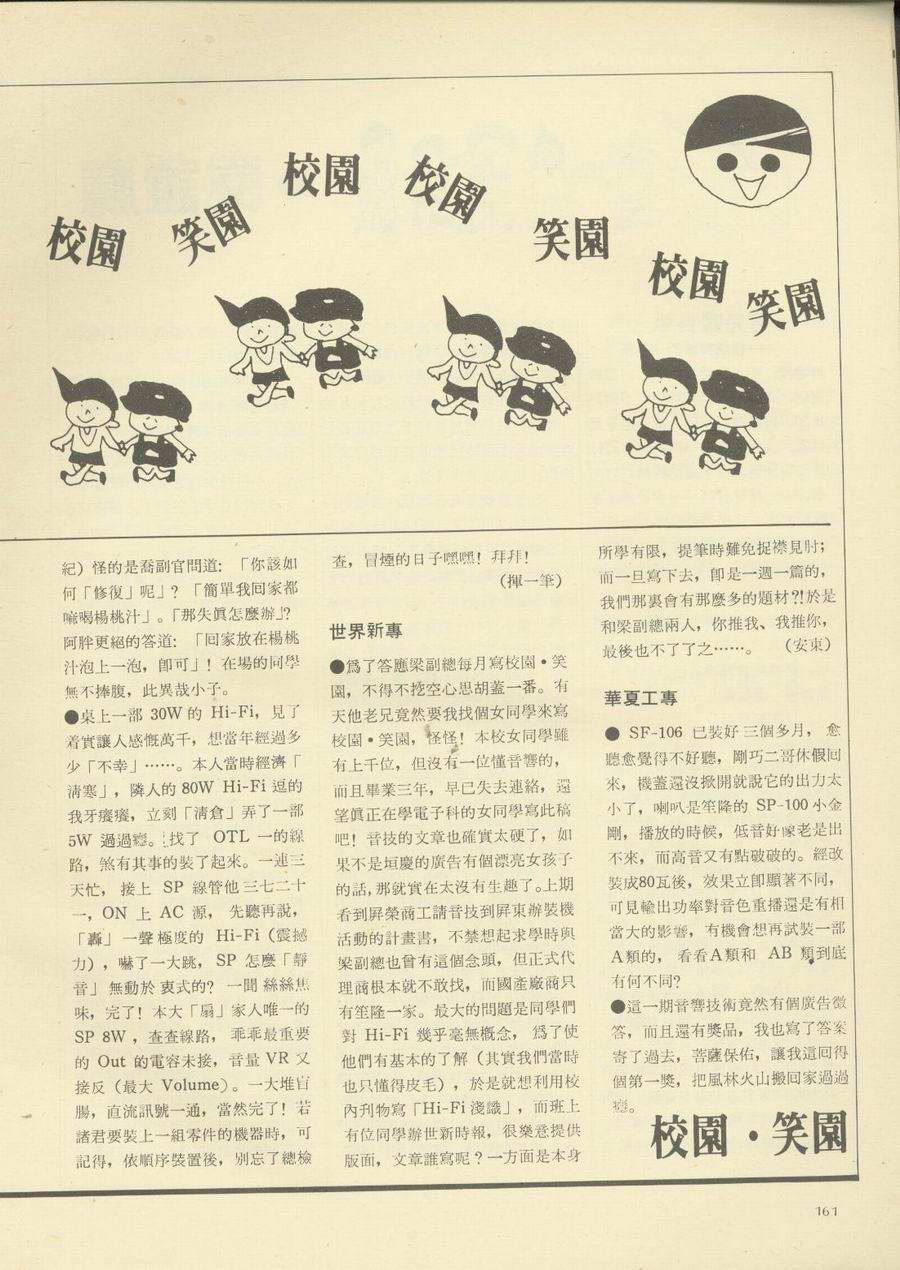 校園
笑園
校園
校園
笑園
校園
笑園
紀）怪的是喬副官問道：「你該如
何「修復」呢」？「簡單我回家都
嘛喝楊桃汁」。「那失眞怎麼辦」？
阿胖更絕的答道：「回家放在楊桃
汁泡上一泡，卽可」！在場的同學
無不捧腹，此異哉小子。
●桌上一部 30W 的 Hi-Fi，見了
着實讓人感慨萬千，想當年經過多
少「不幸」……。本人當時經濟「
清寒」，隣人的 80W Hi-Fi 逗的
我牙癢癢，立刻「清倉」弄了一部
5W 過過癮。找了 OTL 一的線
路，煞有其事的裝了起來。一連三
天忙，接上 SP 線管他三七二十
一，ON 上 AC 源，先聽再說，
「轟」一聲極度的 Hi-Fi（震撼
力），嚇了一大跳，SP 怎麼「靜
音」無動於衷式的？一聞絲絲焦
味，完了！本大「扇」家人唯一的
SP 8W，查查線路，乖乖最重要
的 Out 的電容未接，音量 VR 又
接反（最大 Volume）。一大堆盲
腸，直流訊號一通，當然完了！若
諸君要裝上一組零件的機器時，可
記得，依順序裝置後，別忘了總檢
查，冒煙的日子嘿嘿！拜拜！
（揮一筆）
世界新專
●爲了答應梁副總每月寫校園・笑
園，不得不挖空心思胡蓋一番。有
天他老兄竟然要我找個女同學來寫
校園・笑園，怪怪！本校女同學雖
有上千位，但沒有一位懂音響的，
而且畢業三年，早已失去連絡，還
望眞正在學電子科的女同學寫此稿
吧！音技的文章也確實太硬了，如
果不是垣慶的廣告有個漂亮女孩子
的話，那就實在太沒有生趣了。上期
看到屏榮商工請音技到屏東辦裝機
活動的計畫書，不禁想起求學時與
梁副總也曾有這個念頭，但正式代
理商根本就不敢找，而國產廠商只
有笙隆一家。最大的問題是同學們
對 Hi-Fi 幾乎毫無概念，爲了使
他們有基本的了解（其實我們當時
也只懂得皮毛），於是就想利用校
內刋物寫「Hi-Fi淺識」，而班上
有位同學辦世新時報，很樂意提供
版面，文章誰寫呢？一方面是本身
所學有限，提筆時難免捉襟見肘；
而一旦寫下去，卽是一週一篇的，
我們那裏會有那麼多的題材？！於是
和梁副總兩人，你推我、我推你，
最後也不了了之……。（安東）
華夏工專
● SF-106 已裝好三個多月，愈
聽愈覺得不好聽，剛巧二哥休假回
來，機蓋還沒掀開就說它的出力太
小了，喇叭是笙隆的 SP-100 小金
剛，播放的時候，低音好像老是出
不來，而高音又有點破破的。經改
裝成80瓦後，效果立卽顯著不同，
可見輸出功率對音色重播還是有相
當大的影響，有機會想再試裝一部
A類的，看看A類和 AB 類到底
有何不同？
●這一期音響技術竟然有個廣告徵
答，而且還有獎品，我也寫了答案
寄了過去，菩薩保佑，讓我這回得
個第一獎，把風林火山搬回家過過
癮。
校園・笑園
161